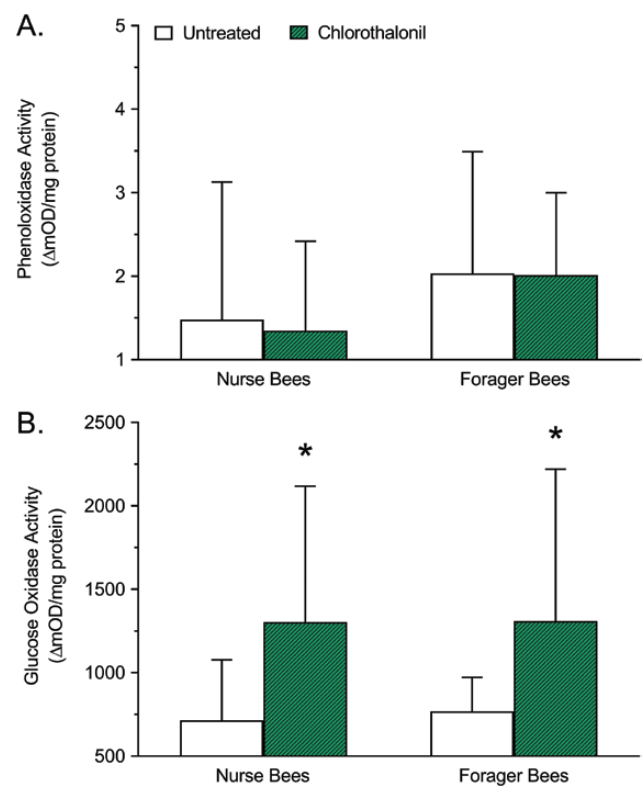 A.
Untreated
Chlorothalonil
Phenoloxidase Activity
(ΔmOD/mg protein)
5
4
3
2
1
Nurse Bees
Forager Bees
B.
Glucose Oxidase Activity
(ΔmOD/mg protein)
2500
2000
1500
1000
500
*
*
Nurse Bees
Forager Bees